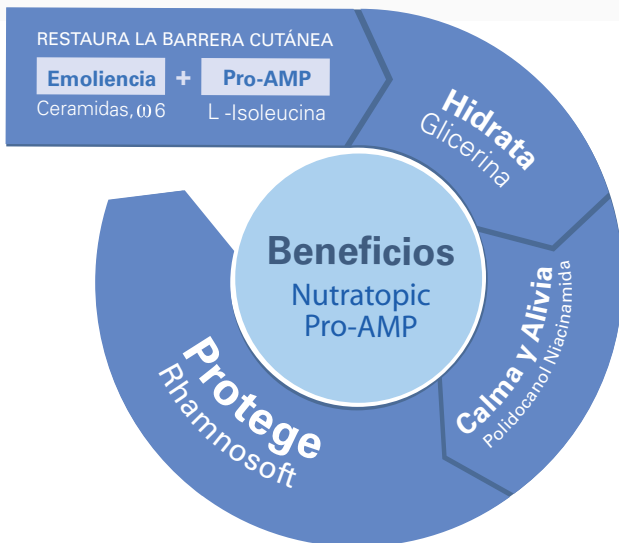 RESTAURA LA BARRERA CUTÁNEA
Emoliencia + Pro-AMP
Ceramidas, ω6 L -Isoleucina
Hidrata
Glicerina
Calma y Alivia
Polidocanol Niacinamida
Protege
Rhamnosoft
Beneficios
Nutratopic
Pro-AMP